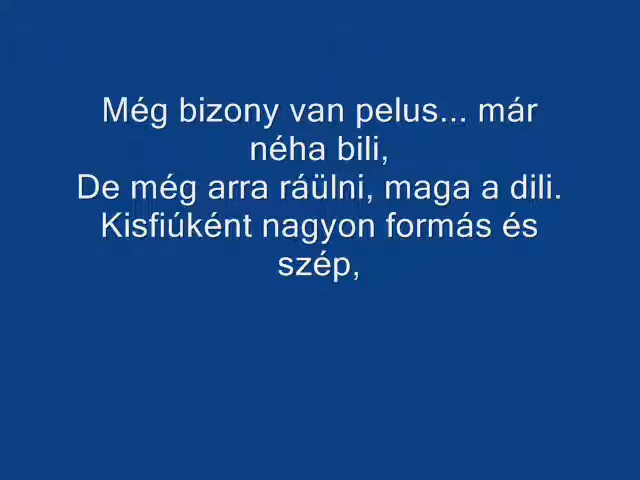 Még bizony van pelus... már
néha bili,
De még arra ráülni, maga a dili.
Kisfiúként nagyon formás és
szép,